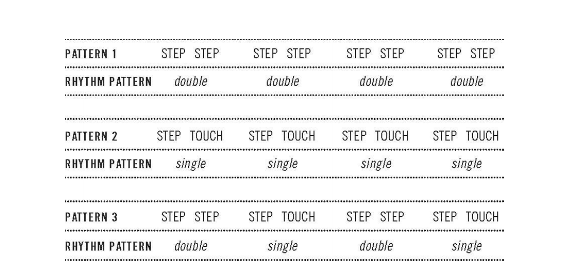 PATTERN 1 STEP STEP STEP STEP STEP STEP STEP STEP
RHYTHM PATTERN double double double double
PATTERN 2 STEP TOUCH STEP TOUCH STEP TOUCH STEP TOUCH
RHYTHM PATTERN single single single single
PATTERN 3 STEP STEP STEP TOUCH STEP STEP STEP TOUCH
RHYTHM PATTERN double single double single